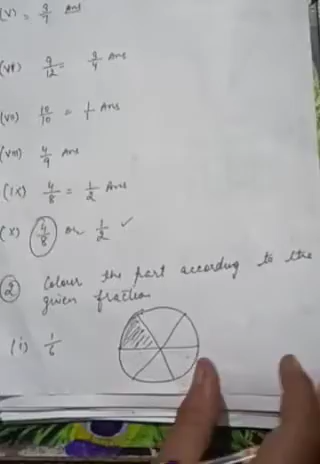 (V) = 3/7 Ans
(VI) 9/12 = 3/4 Ans
(VII) 10/10 = 1/1 Ans
(VIII) 4/9 Ans
(IX) 4/8 = 1/2 Ans
(X) 4/8 or 1/2 ✓
② Colour the part according to the
given fraction
(i) 1/6